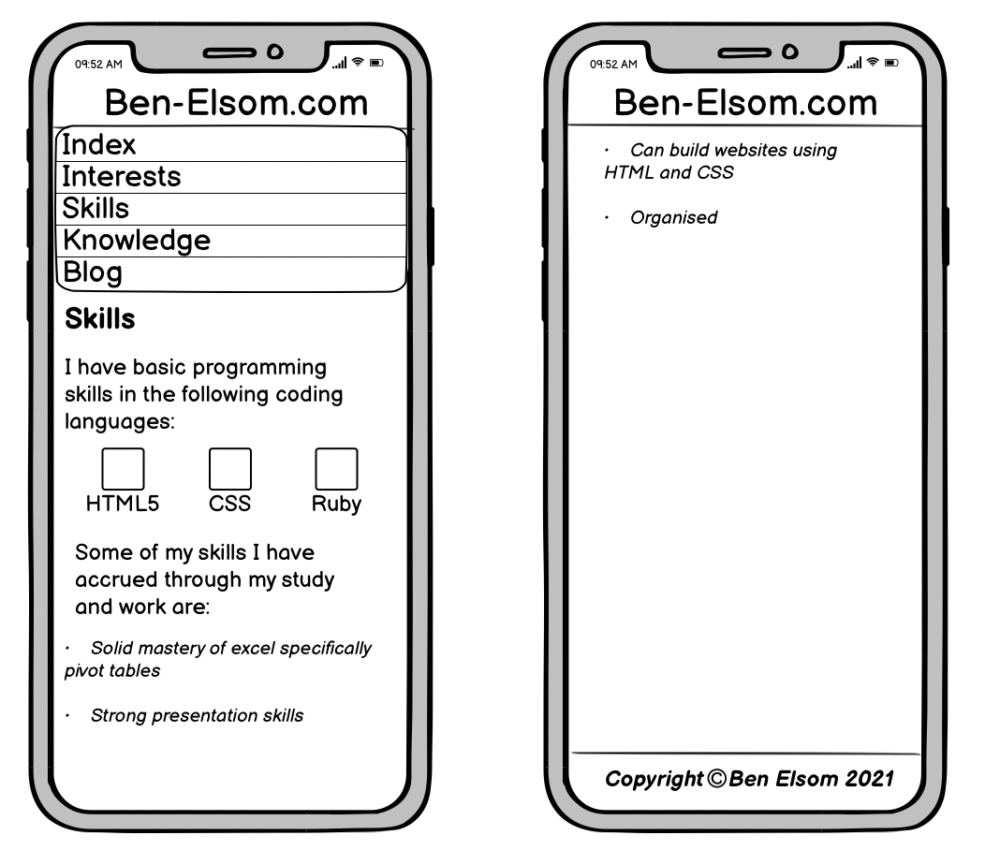 09:52 AM
Ben-Elsom.com
Index
Interests
Skills
Knowledge
Blog
Skills
I have basic programming
skills in the following coding
languages:
HTML5 CSS Ruby
Some of my skills I have
accrued through my study
and work are:
· Solid mastery of excel specifically
pivot tables
· Strong presentation skills
09:52 AM
Ben-Elsom.com
· Can build websites using
HTML and CSS
· Organised
Copyright©Ben Elsom 2021